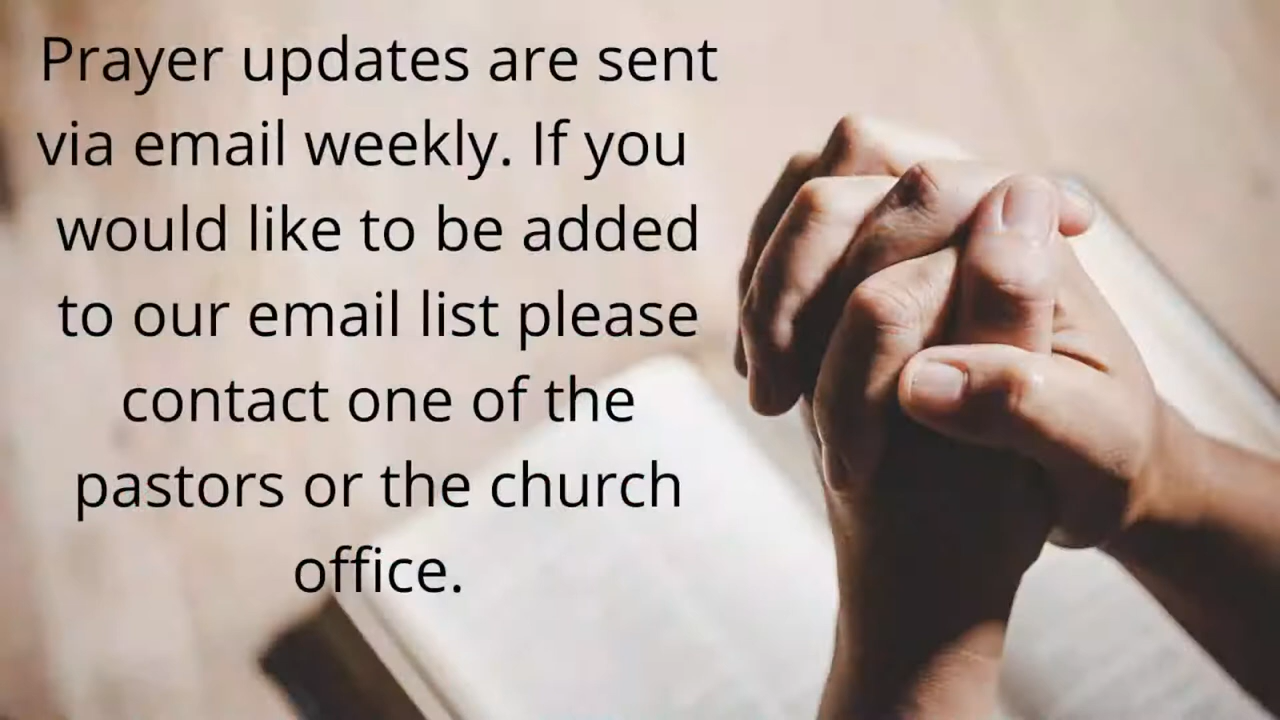 Prayer updates are sent
via email weekly. If you
would like to be added
to our email list please
contact one of the
pastors or the church
office.